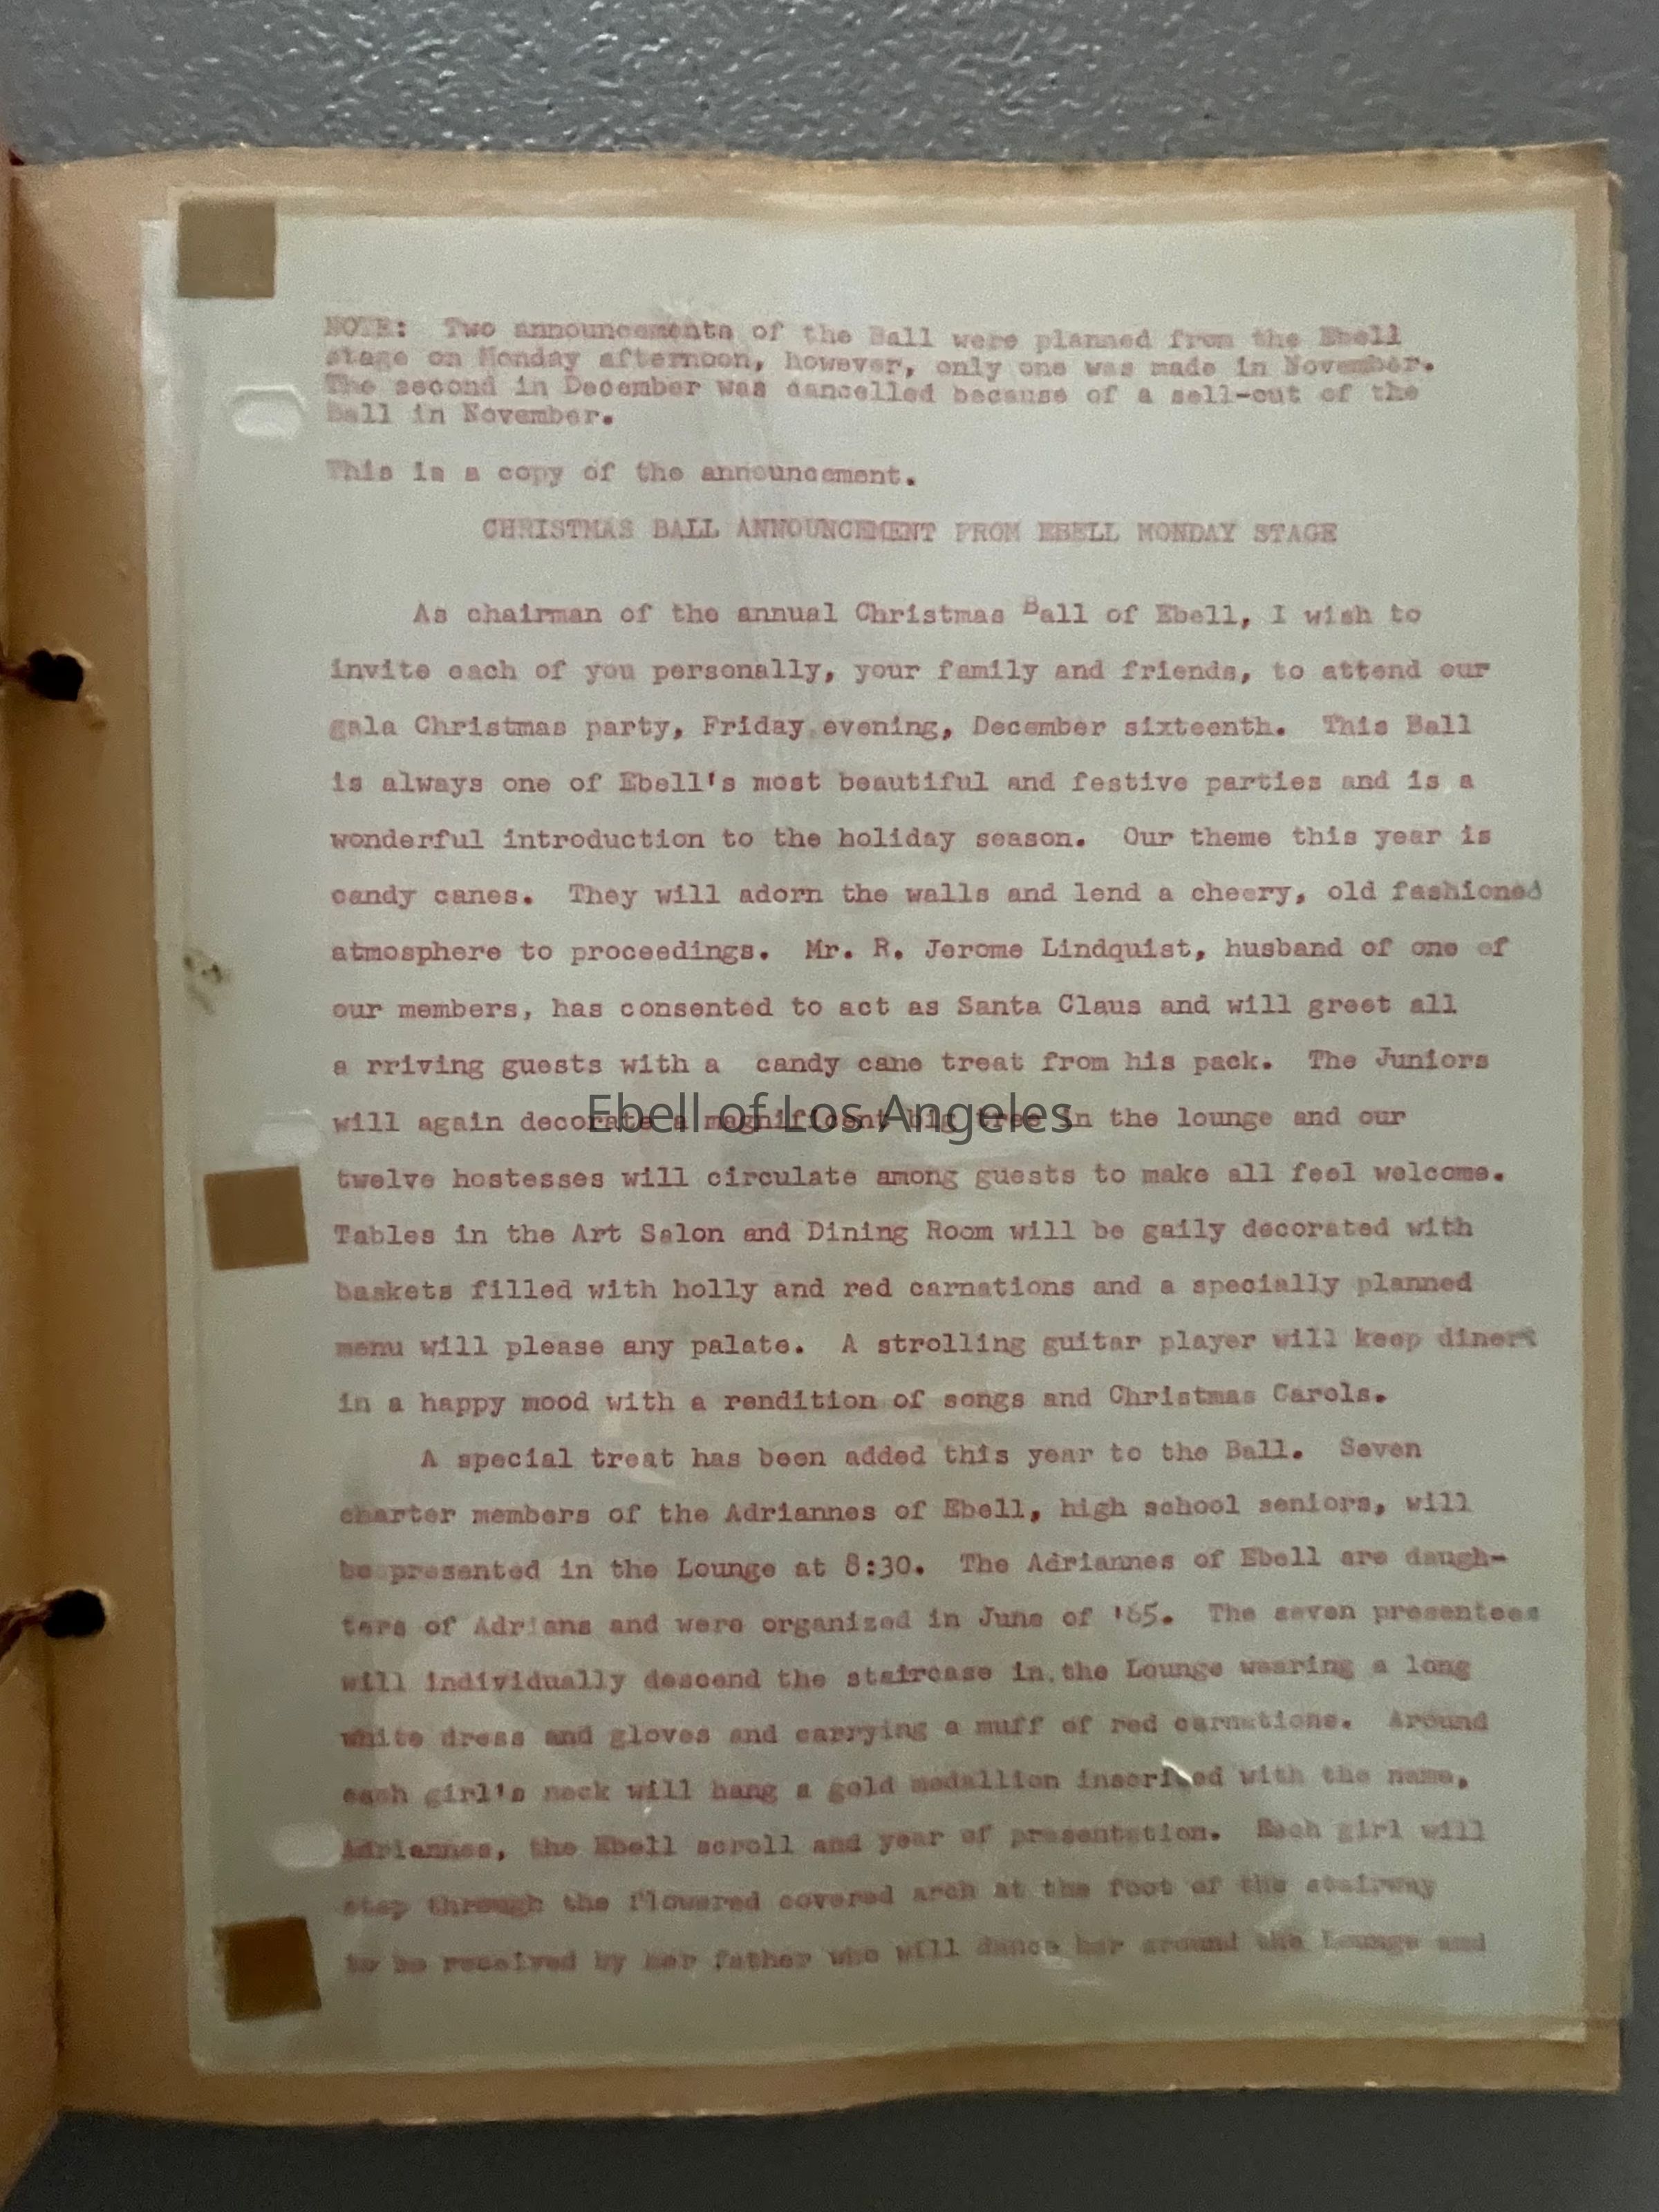 NOTE: Two announcements of the Ball were planned from the Ebell
stage on Monday afternoon, however, only one was made in November.
The second in December was cancelled because of a sell-out of the
Ball in November.
This is a copy of the announcement.
CHRISTMAS BALL ANNOUNCEMENT FROM EBELL MONDAY STAGE
As chairman of the annual Christmas Ball of Ebell, I wish to
invite each of you personally, your family and friends, to attend our
gala Christmas party, Friday evening, December sixteenth. This Ball
is always one of Ebell's most beautiful and festive parties and is a
wonderful introduction to the holiday season. Our theme this year is
candy canes. They will adorn the walls and lend a cheery, old fashioned
atmosphere to proceedings. Mr. R. Jerome Lindquist, husband of one of
our members, has consented to act as Santa Claus and will greet all
a rriving guests with a candy cane treat from his pack. The Juniors
will again decorate a magnificent big tree in the lounge and our
Ebell of Los Angeles
twelve hostesses will circulate among guests to make all feel welcome.
Tables in the Art Salon and Dining Room will be gaily decorated with
baskets filled with holly and red carnations and a specially planned
menu will please any palate. A strolling guitar player will keep diners
in a happy mood with a rendition of songs and Christmas Carols.
A special treat has been added this year to the Ball. Seven
charter members of the Adriannes of Ebell, high school seniors, will
be presented in the Lounge at 8:30. The Adriannes of Ebell are daugh-
ters of Adrians and were organized in June of '65. The seven presentees
will individually descend the staircase in the Lounge wearing a long
white dress and gloves and carrying a muff of red carnations. Around
each girl's neck will hang a gold medallion inscribed with the name,
Adriannes, the Ebell scroll and year of presentation. Each girl will
step through the flowered covered arch at the foot of the stairway
to be received by her father who will dance her around the Lounge and